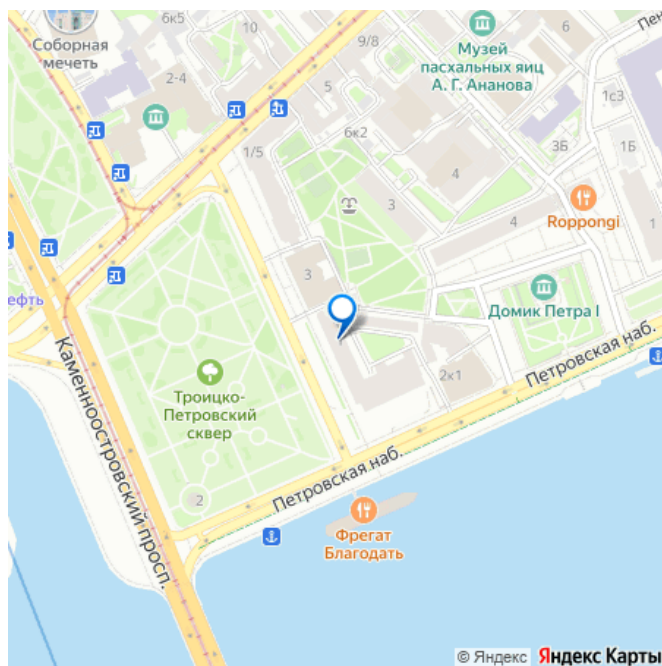 6к5
10
9/8
6
Пен
Соборная
мечеть
2-4
Музей
пасхальных яиц
А. Г. Ананова
5
1с3
6к2
1/5
3Б
1Б
4
3
4
1
Roppongi
3
ефть
Домик Петра I
Каменноостровский просп.
Троицко-
Петровский
сквер
2к1
Петровская наб.
2
Петровская наб.
Фрегат
Благодать
© Яндекс Яндекс Карты